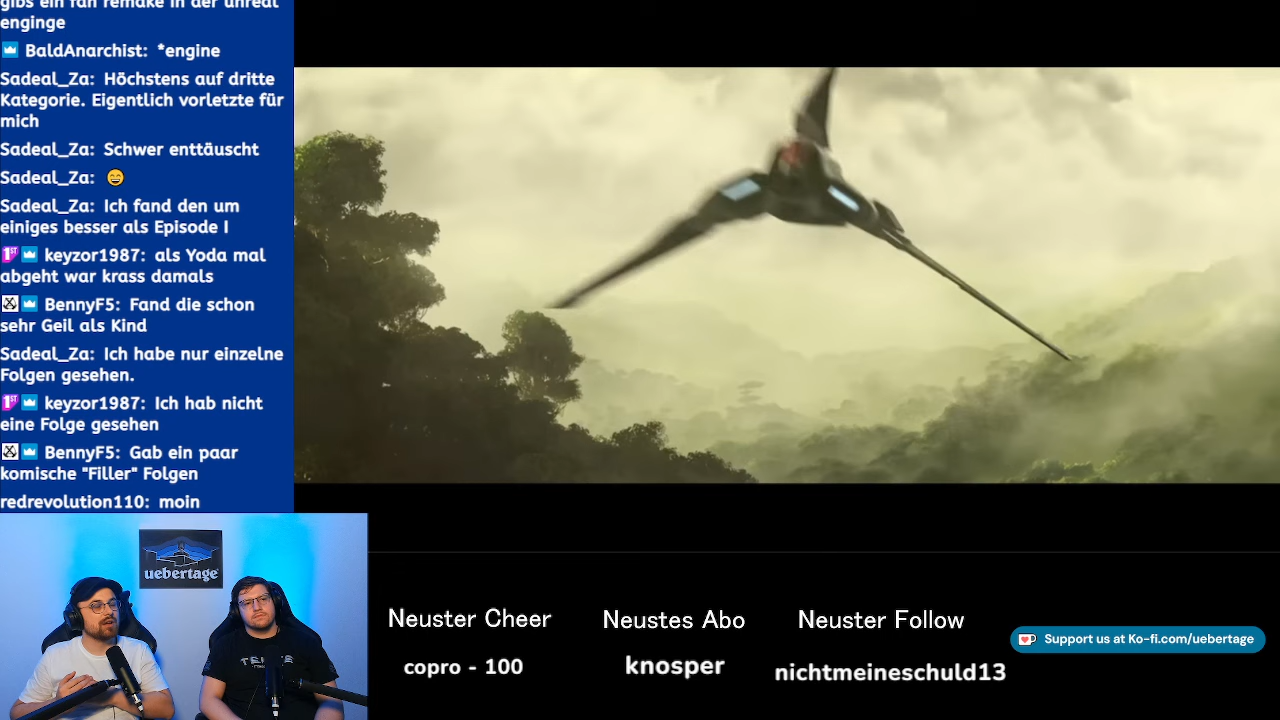 gibs ein fan remake in der unreal
enginge
BaldAnarchist: *engine
Sadeal_Za: Höchstens auf dritte
Kategorie. Eigentlich vorletzte für
mich
Sadeal_Za: Schwer enttäuscht
Sadeal_Za: 😄
Sadeal_Za: Ich fand den um
einiges besser als Episode I
1ST keyzor1987: als Yoda mal
abgeht war krass damals
BennyF5: Fand die schon
sehr Geil als Kind
Sadeal_Za: Ich habe nur einzelne
Folgen gesehen.
1ST keyzor1987: Ich hab nicht
eine Folge gesehen
BennyF5: Gab ein paar
komische "Filler" Folgen
redrevolution110: moin
uebertage
Neuster Cheer
copro - 100
Neustes Abo
knosper
Neuster Follow
nichtmeineschuld13
Support us at Ko-fi.com/uebertage